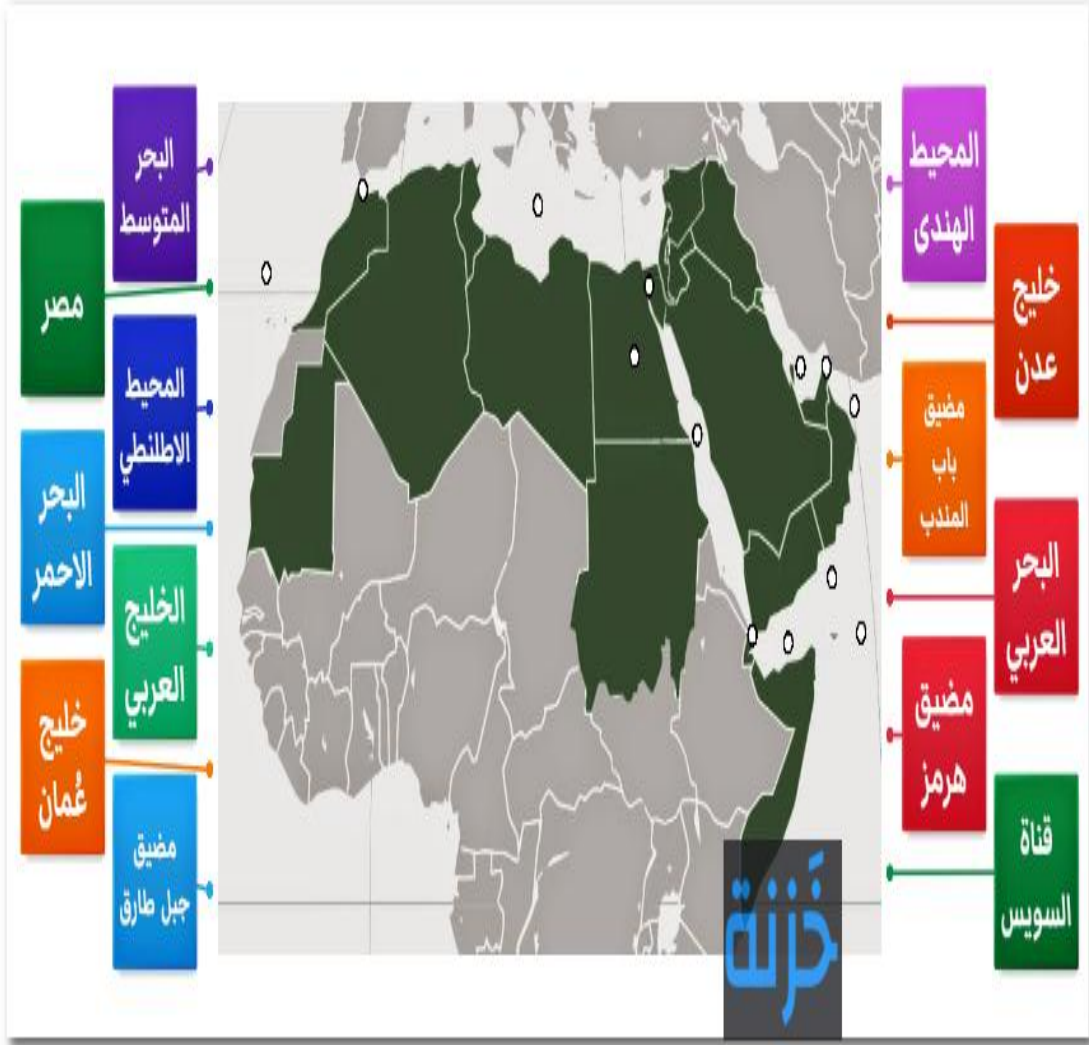 المحيط
الهندى
خليج
عدن
مضيق
باب
المندب
البحر
العربي
مضيق
هرمز
قناة
السويس
البحر
المتوسط
مصر
المحيط
الاطلنطي
البحر
الاحمر
الخليج
العربي
خليج
عُمان
مضيق
جبل طارق
خَزنة